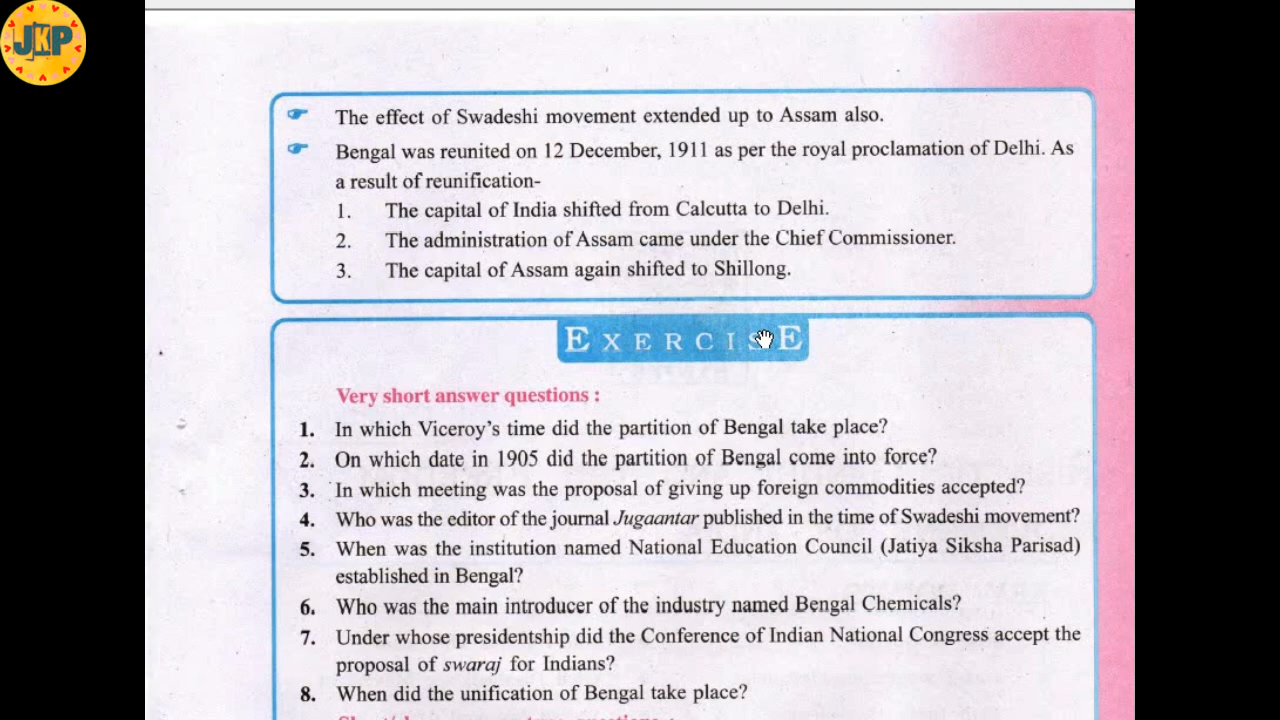 JKP
The effect of Swadeshi movement extended up to Assam also.
Bengal was reunited on 12 December, 1911 as per the royal proclamation of Delhi. As
a result of reunification-
1. The capital of India shifted from Calcutta to Delhi.
2. The administration of Assam came under the Chief Commissioner.
3. The capital of Assam again shifted to Shillong.
EXERCISE
Very short answer questions :
1. In which Viceroy's time did the partition of Bengal take place?
2. On which date in 1905 did the partition of Bengal come into force?
3. In which meeting was the proposal of giving up foreign commodities accepted?
4. Who was the editor of the journal Jugaantar published in the time of Swadeshi movement?
5. When was the institution named National Education Council (Jatiya Siksha Parisad)
established in Bengal?
6. Who was the main introducer of the industry named Bengal Chemicals?
7. Under whose presidentship did the Conference of Indian National Congress accept the
proposal of swaraj for Indians?
8. When did the unification of Bengal take place?